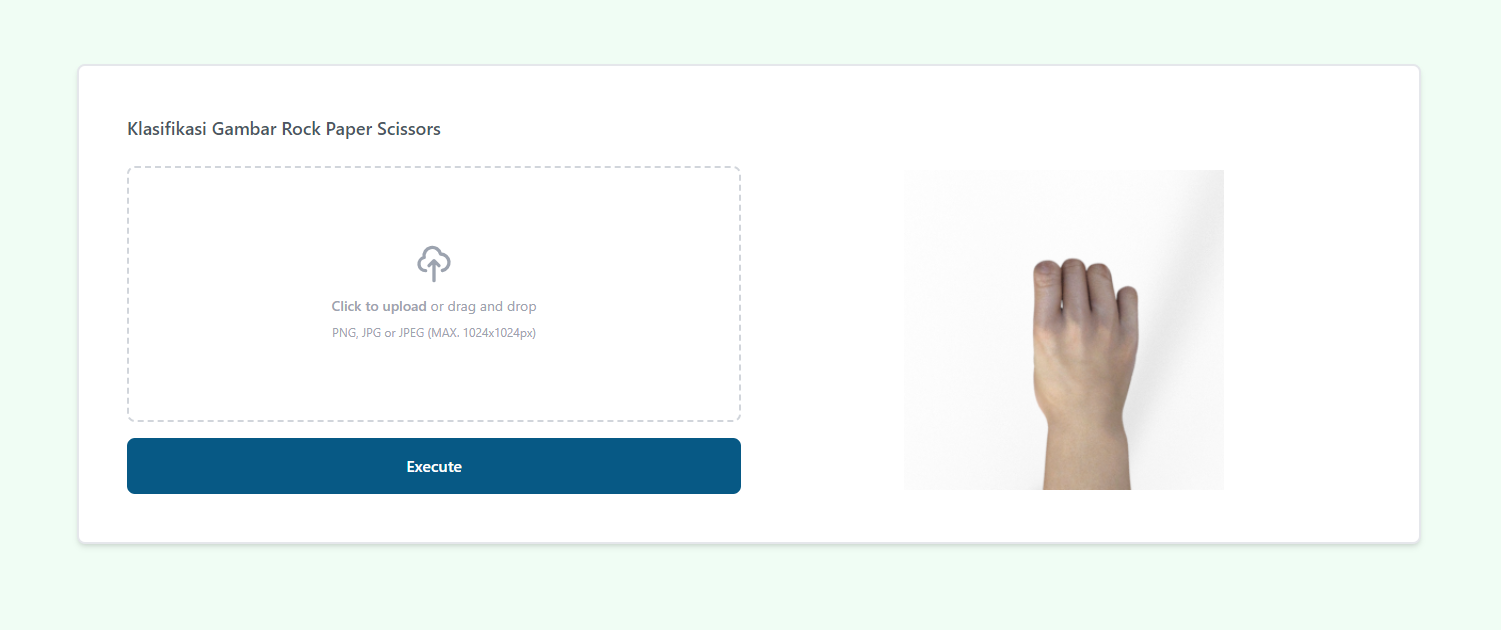 Klasifikasi Gambar Rock Paper Scissors
Click to upload or drag and drop
PNG, JPG or JPEG (MAX. 1024x1024px)
Execute